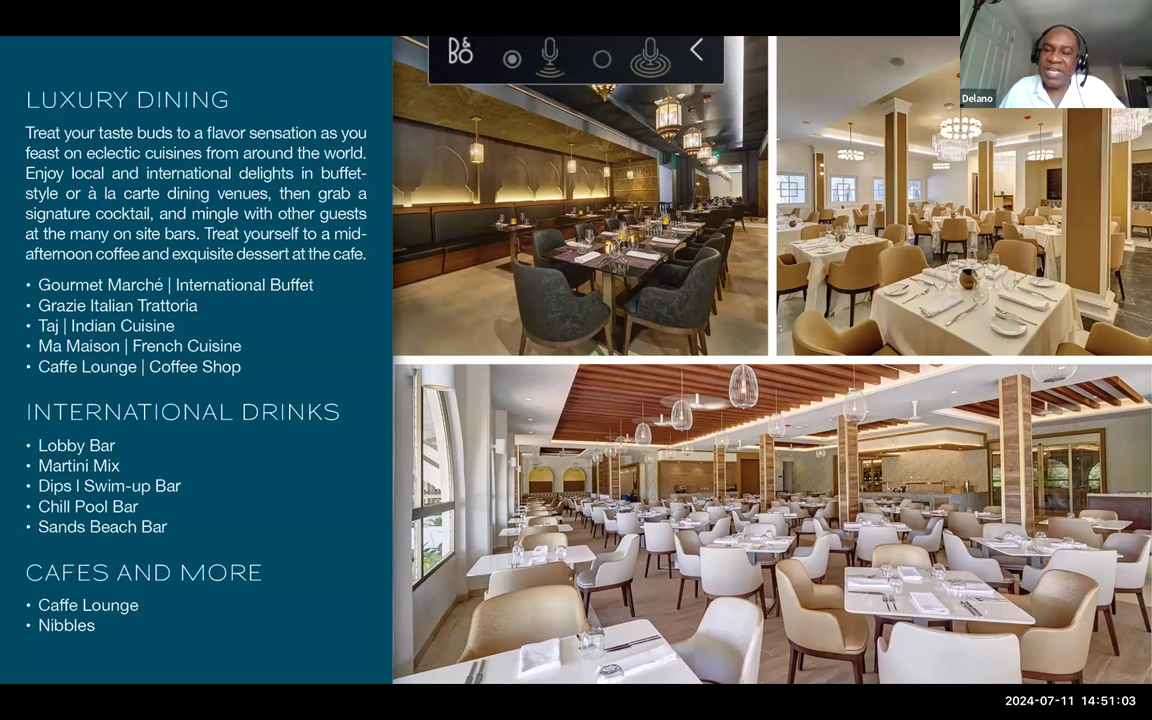 LUXURY DINING
Treat your taste buds to a flavor sensation as you
feast on eclectic cuisines from around the world.
Enjoy local and international delights in buffet-
style or à la carte dining venues, then grab a
signature cocktail, and mingle with other guests
at the many on site bars. Treat yourself to a mid-
afternoon coffee and exquisite dessert at the cafe.
• Gourmet Marché | International Buffet
• Grazie Italian Trattoria
• Taj | Indian Cuisine
• Ma Maison | French Cuisine
• Caffe Lounge | Coffee Shop
INTERNATIONAL DRINKS
• Lobby Bar
• Martini Mix
• Dips I Swim-up Bar
• Chill Pool Bar
• Sands Beach Bar
CAFES AND MORE
• Caffe Lounge
• Nibbles
B&O
Delano
2024-07-11 14:51:03